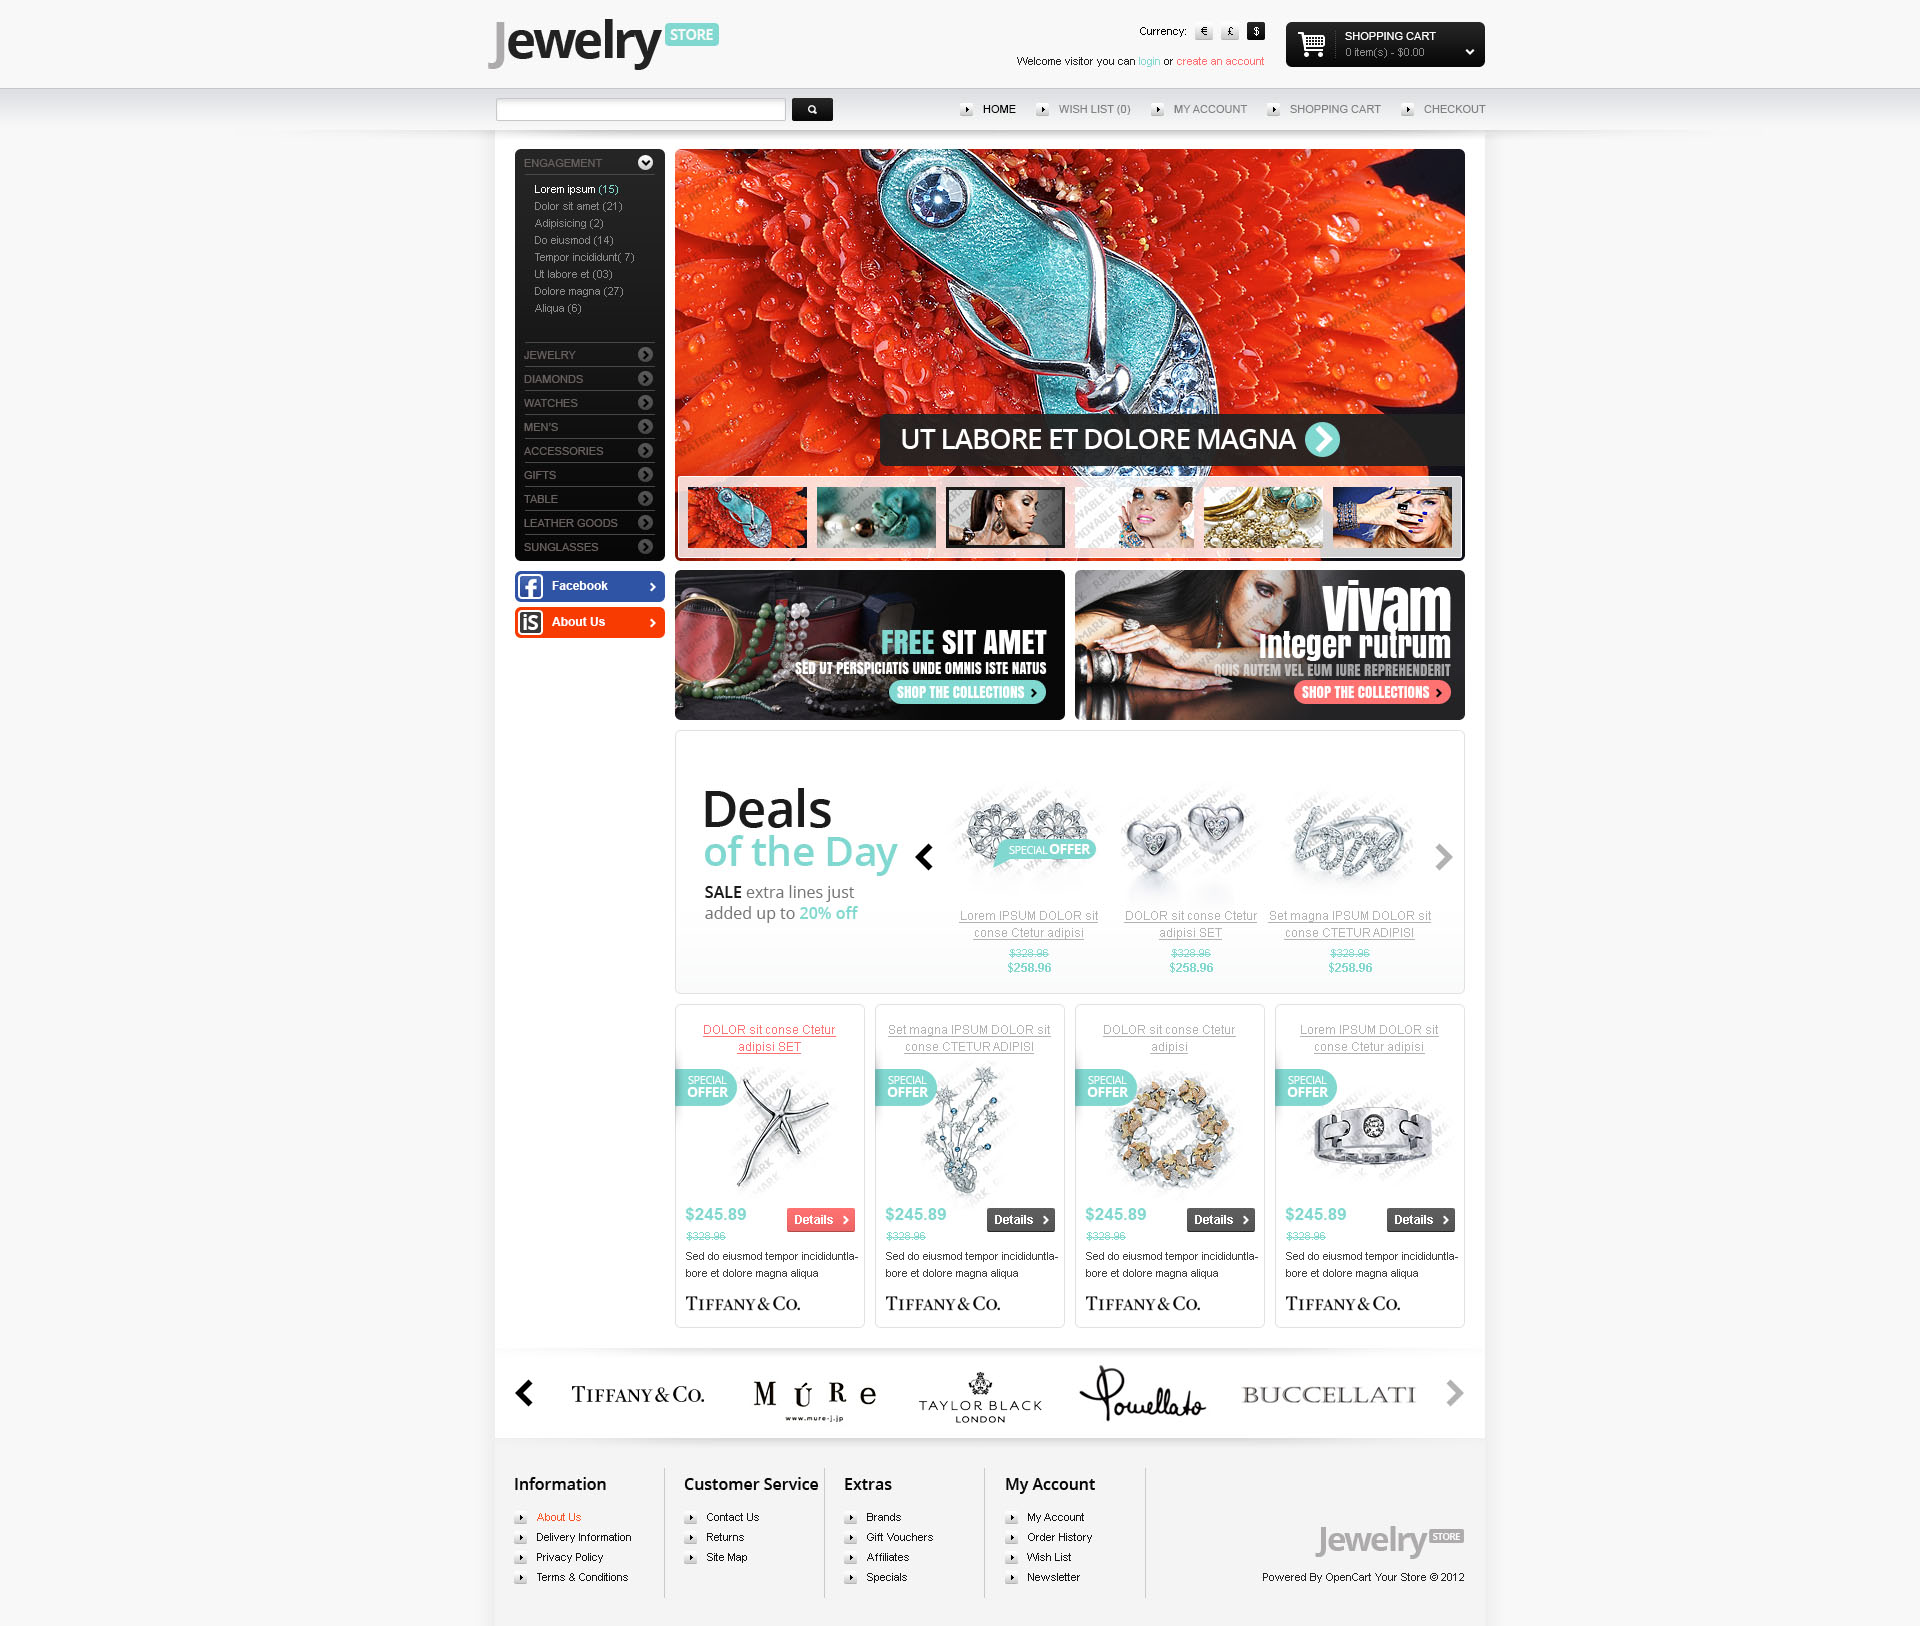 Jewelry STORE
Currency: € £ $
Welcome visitor you can login or create an account
SHOPPING CART
0 item(s) - $0.00
HOME
WISH LIST (0)
MY ACCOUNT
SHOPPING CART
CHECKOUT
ENGAGEMENT
Lorem ipsum (15)
Dolor sit amet (21)
Adipisicing (2)
Do eiusmod (14)
Tempor incididunt( 7)
Ut labore et (03)
Dolore magna (27)
Aliqua (6)
JEWELRY
DIAMONDS
WATCHES
MEN'S
ACCESSORIES
GIFTS
TABLE
LEATHER GOODS
SUNGLASSES
Facebook
iS About Us
UT LABORE ET DOLORE MAGNA
FREE SIT AMET
SED UT PERSPICIATIS UNDE OMNIS ISTE NATUS
SHOP THE COLLECTIONS
vivam
Integer rutrum
QUIS AUTEM VEL EUM IURE REPREHENDERIT
SHOP THE COLLECTIONS
Deals
of the Day
SALE extra lines just
added up to 20% off
SPECIAL OFFER
Lorem IPSUM DOLOR sit
conse Ctetur adipisi
$328.96
$258.96
DOLOR sit conse Ctetur
adipisi SET
$328.96
$258.96
Set magna IPSUM DOLOR sit
conse CTETUR ADIPISI
$328.96
$258.96
DOLOR sit conse Ctetur
adipisi SET
SPECIAL
OFFER
$245.89
Details
$328.96
Sed do eiusmod tempor incididuntla-
bore et dolore magna aliqua
TIFFANY & CO.
Set magna IPSUM DOLOR sit
conse CTETUR ADIPISI
SPECIAL
OFFER
$245.89
Details
$328.96
Sed do eiusmod tempor incididuntla-
bore et dolore magna aliqua
TIFFANY & CO.
DOLOR sit conse Ctetur
adipisi
SPECIAL
OFFER
$245.89
Details
$328.96
Sed do eiusmod tempor incididuntla-
bore et dolore magna aliqua
TIFFANY & CO.
Lorem IPSUM DOLOR sit
conse Ctetur adipisi
SPECIAL
OFFER
$245.89
Details
$328.96
Sed do eiusmod tempor incididuntla-
bore et dolore magna aliqua
TIFFANY & CO.
TIFFANY & CO.
MÚRe
www.mure-j.jp
TAYLOR BLACK
LONDON
Pomellato
BUCCELLATI
Information
About Us
Delivery Information
Privacy Policy
Terms & Conditions
Customer Service
Contact Us
Returns
Site Map
Extras
Brands
Gift Vouchers
Affiliates
Specials
My Account
My Account
Order History
Wish List
Newsletter
Jewelry STORE
Powered By OpenCart Your Store © 2012